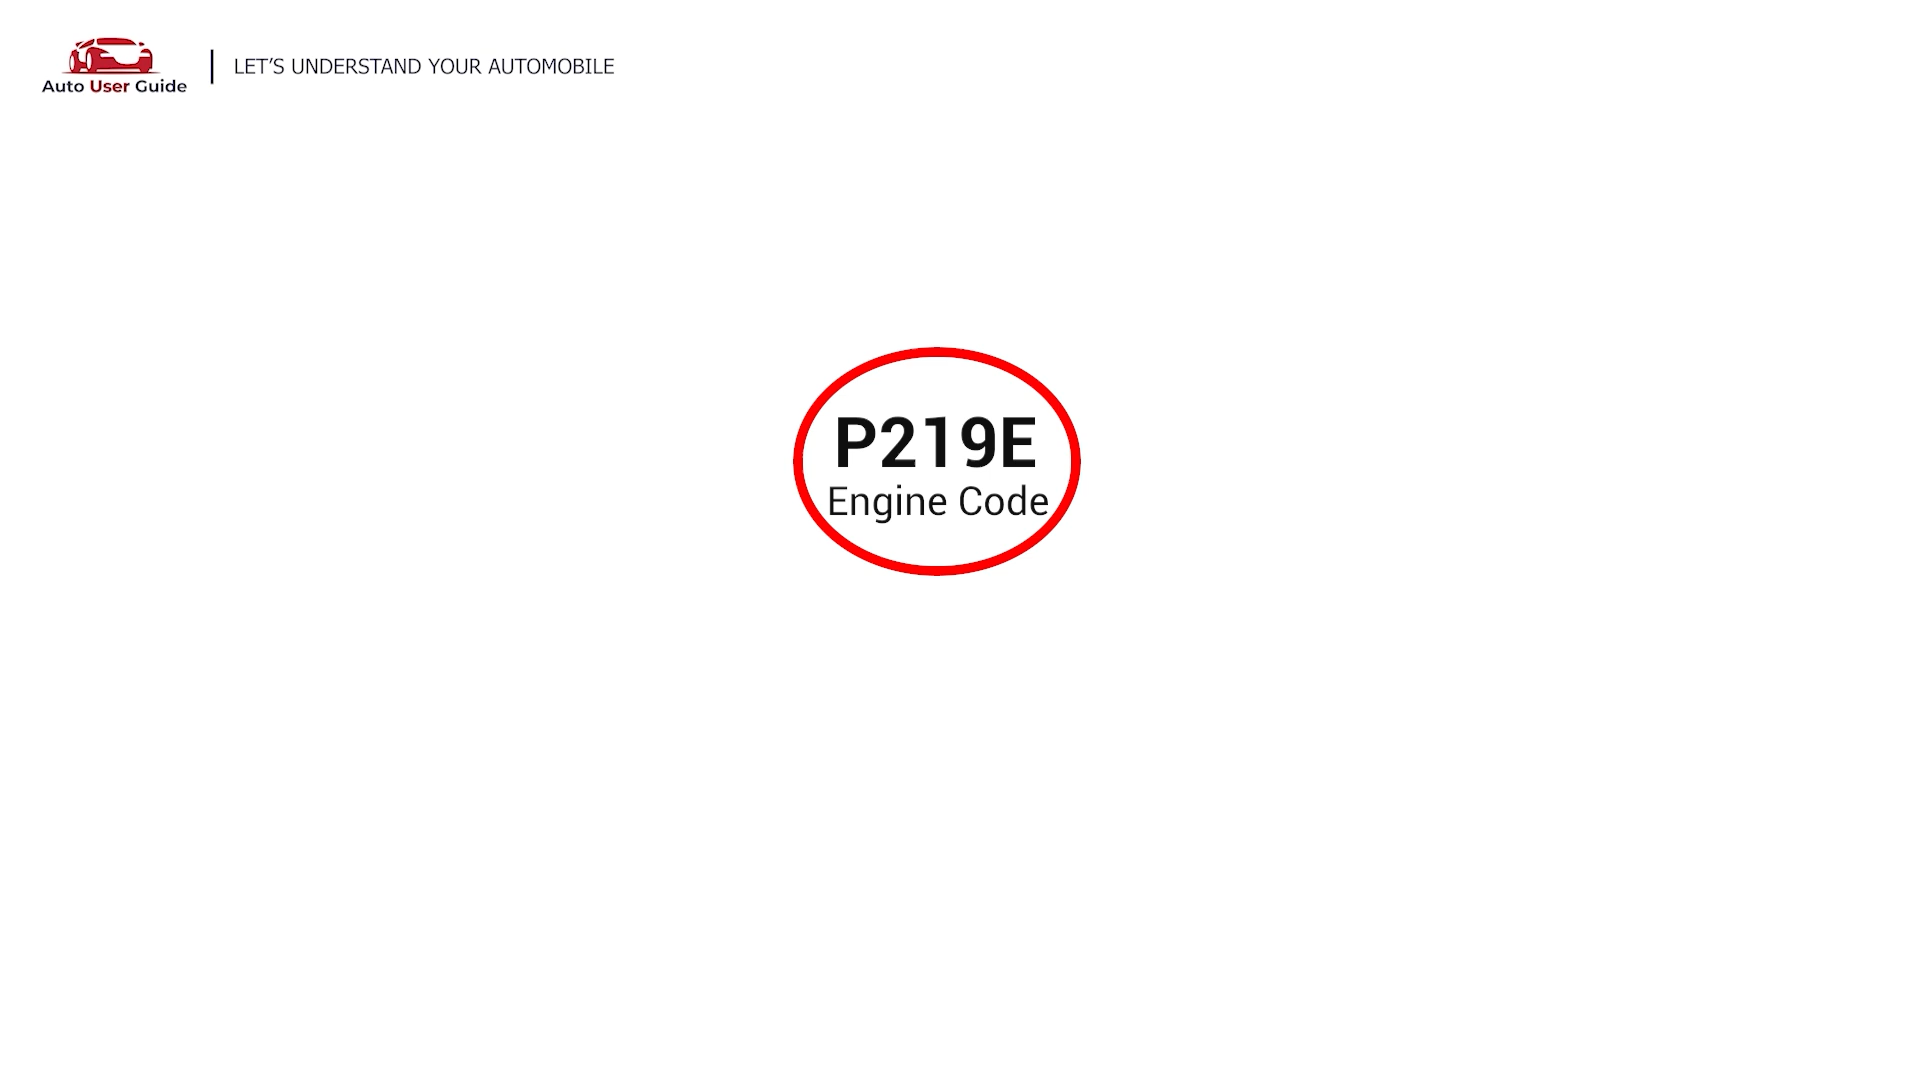 Auto User Guide
LET’S UNDERSTAND YOUR AUTOMOBILE
P219E
Engine Code